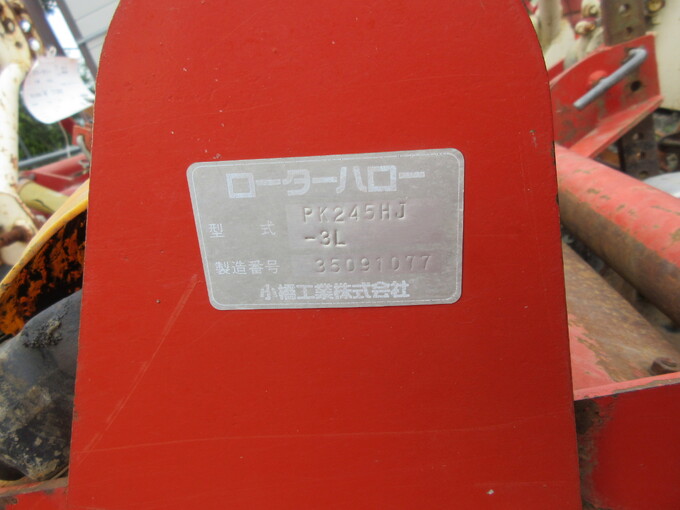 ローターハロー
型式 PK245HJ
-3L
製造番号 35091077
小橋工業株式会社